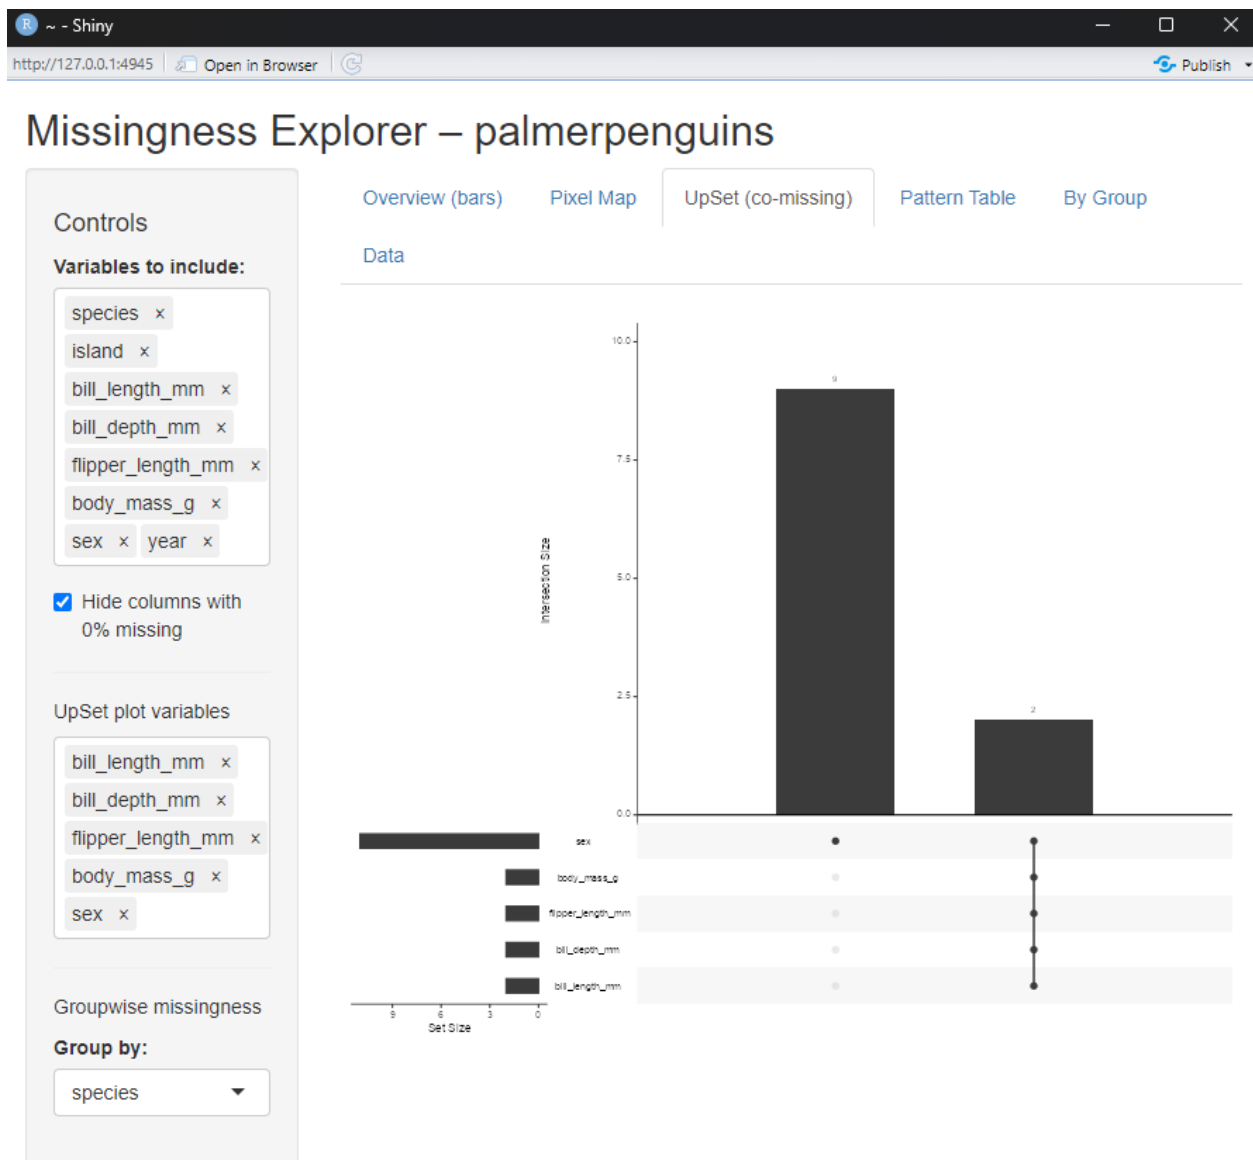 R ~ - Shiny
http://127.0.0.1:4945 Open in Browser Publish
Missingness Explorer – palmerpenguins
Controls
Variables to include:
species ×
island ×
bill_length_mm ×
bill_depth_mm ×
flipper_length_mm ×
body_mass_g ×
sex × year ×
Hide columns with
0% missing
UpSet plot variables
bill_length_mm ×
bill_depth_mm ×
flipper_length_mm ×
body_mass_g ×
sex ×
Groupwise missingness
Group by:
species
Overview (bars) Pixel Map UpSet (co-missing) Pattern Table By Group
Data
10.0
7.5
5.0
2.5
0.0
Intersection Size
9
2
sex
body_mass_g
flipper_length_mm
bill_depth_mm
bill_length_mm
9 6 3 0
Set Size